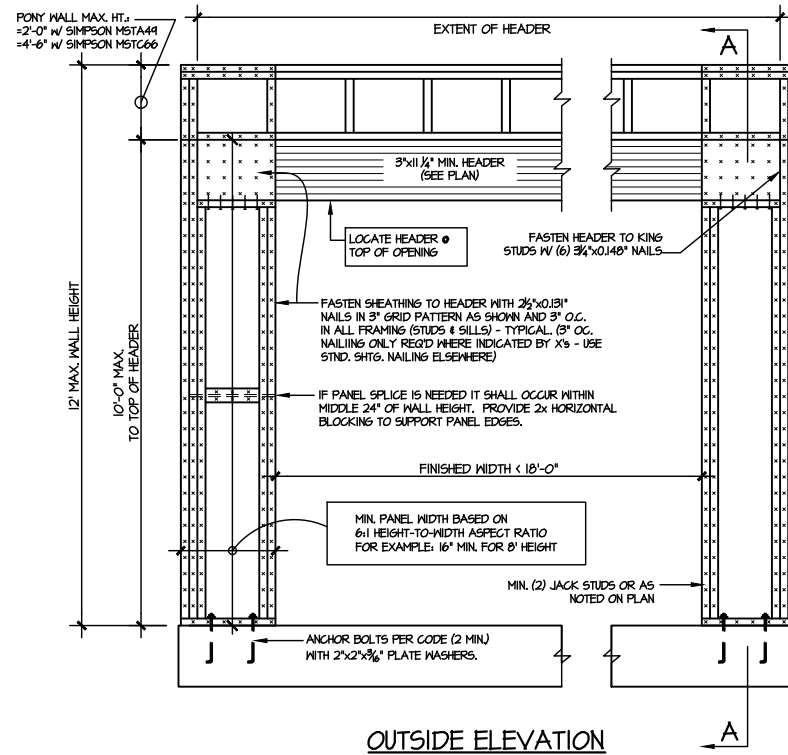 PONY WALL MAX. HT.:
=2'-0" W/ SIMPSON MSTA49
=4'-6" W/ SIMPSON MSTC66
EXTENT OF HEADER
A
3"x11 1/4" MIN. HEADER
(SEE PLAN)
LOCATE HEADER @
TOP OF OPENING
FASTEN HEADER TO KING
STUDS W/ (6) 3 1/4"x0.148" NAILS
12' MAX. WALL HEIGHT
10'-0" MAX.
TO TOP OF HEADER
FASTEN SHEATHING TO HEADER WITH 2 1/2"x0.131"
NAILS IN 3" GRID PATTERN AS SHOWN AND 3" O.C.
IN ALL FRAMING (STUDS & SILLS) - TYPICAL. (3" OC.
NAILING ONLY REQ'D WHERE INDICATED BY X's - USE
STND. SHTG. NAILING ELSEWHERE)
IF PANEL SPLICE IS NEEDED IT SHALL OCCUR WITHIN
MIDDLE 24" OF WALL HEIGHT. PROVIDE 2x HORIZONTAL
BLOCKING TO SUPPORT PANEL EDGES.
FINISHED WIDTH < 18'-0"
MIN. PANEL WIDTH BASED ON
6:1 HEIGHT-TO-WIDTH ASPECT RATIO
FOR EXAMPLE: 16" MIN. FOR 8' HEIGHT
MIN. (2) JACK STUDS OR AS
NOTED ON PLAN
ANCHOR BOLTS PER CODE (2 MIN.)
WITH 2"x2"x3/16" PLATE WASHERS.
A
OUTSIDE ELEVATION